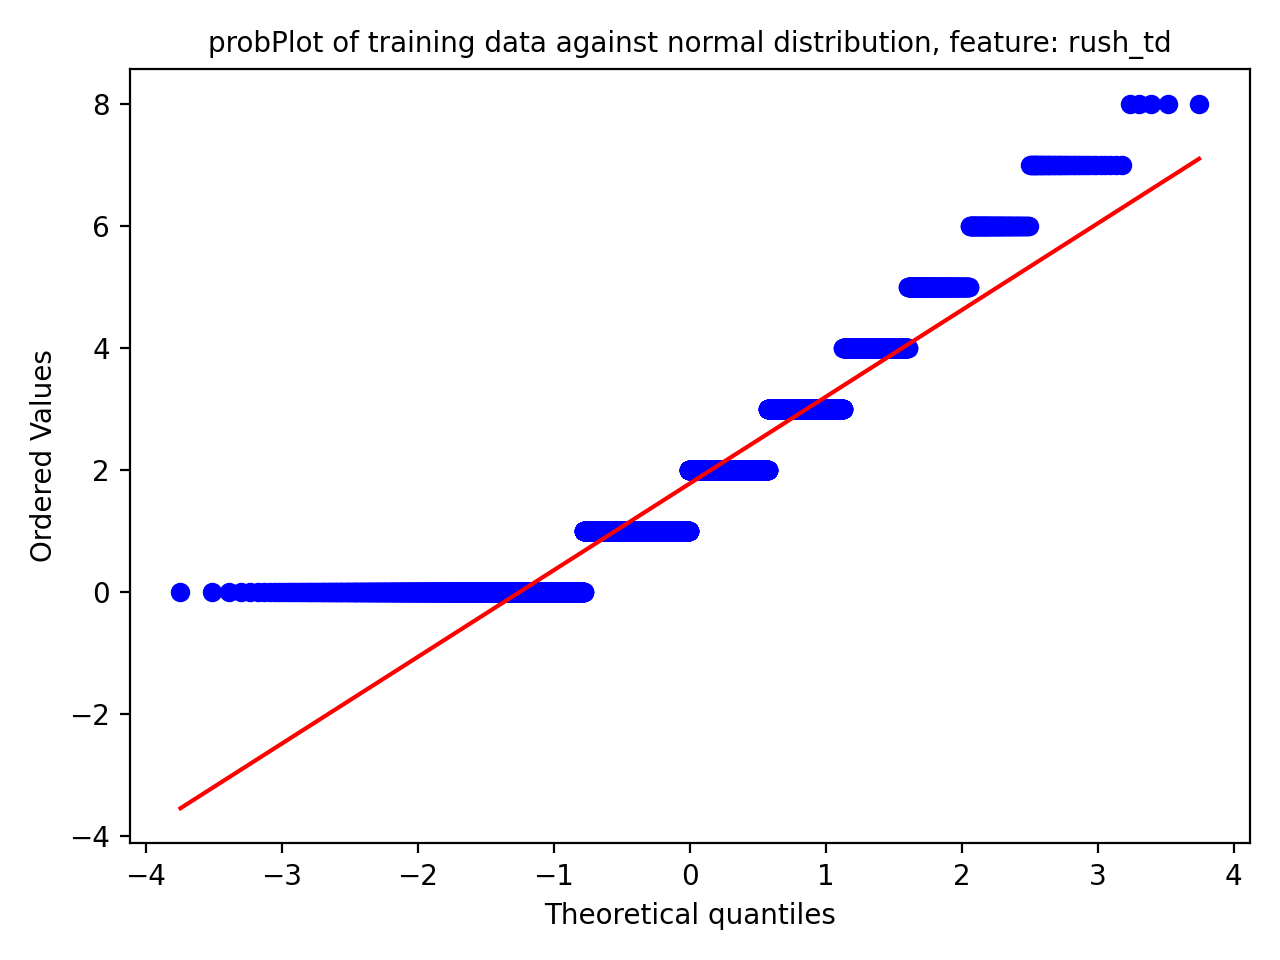 probPlot of training data against normal distribution, feature: rush_td
Ordered Values
8
6
4
2
0
−2
−4
−4 −3 −2 −1 0 1 2 3 4
Theoretical quantiles